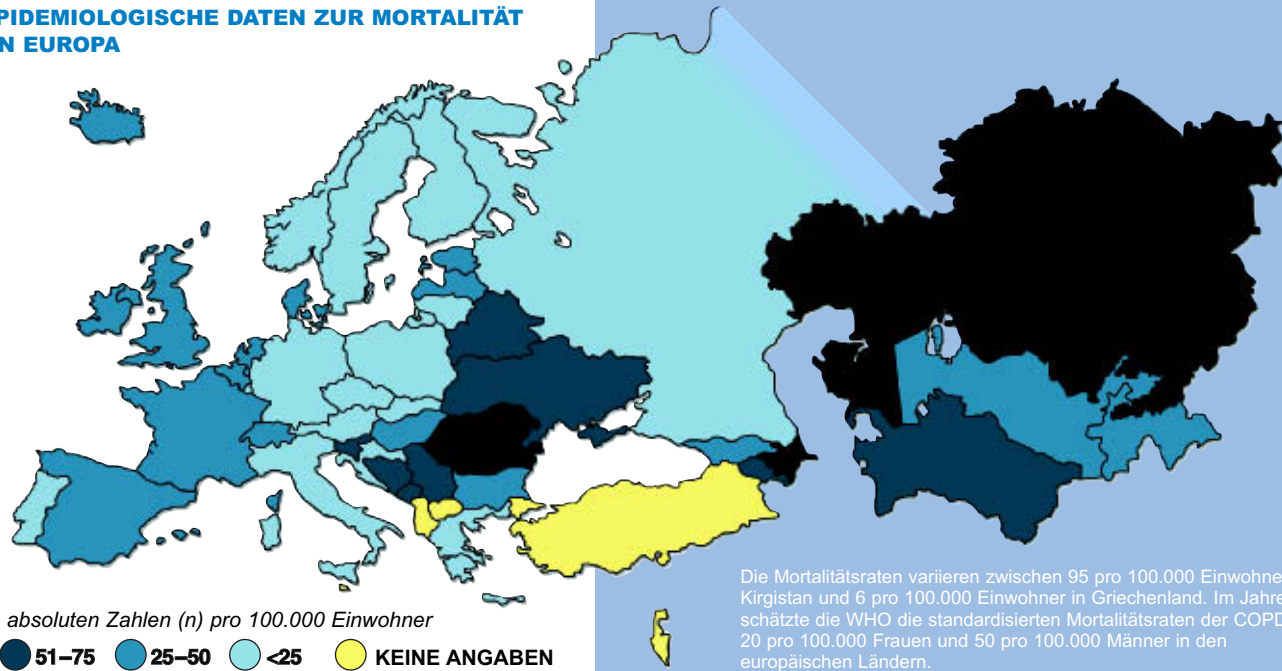 PIDEMIOLOGISCHE DATEN ZUR MORTALITÄT
N EUROPA
absoluten Zahlen (n) pro 100.000 Einwohner
51–75 25–50 <25 KEINE ANGABEN
Die Mortalitätsraten variieren zwischen 95 pro 100.000 Einwohne
Kirgistan und 6 pro 100.000 Einwohner in Griechenland. Im Jahre
schätzte die WHO die standardisierten Mortalitätsraten der COPD
20 pro 100.000 Frauen und 50 pro 100.000 Männer in den
europäischen Ländern.